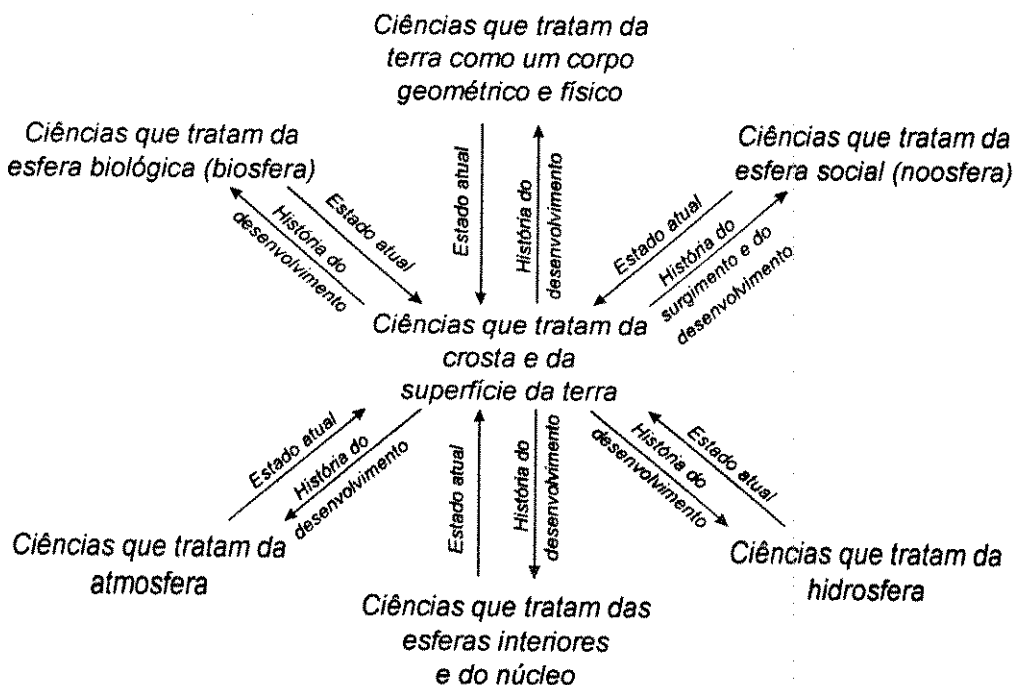 Ciências que tratam da
terra como um corpo
geométrico e físico
Ciências que tratam da
esfera biológica (biosfera)
Ciências que tratam da
esfera social (noosfera)
Estado atual
História do
desenvolvimento
Estado atual
História do
desenvolvimento
Estado atual
História do
surgimento e do
desenvolvimento
Ciências que tratam da
crosta e da
superfície da terra
Estado atual
História do
desenvolvimento
Estado atual
História do
desenvolvimento
Estado atual
História do
desenvolvimento
Ciências que tratam da
atmosfera
Ciências que tratam das
esferas interiores
e do núcleo
Ciências que tratam da
hidrosfera